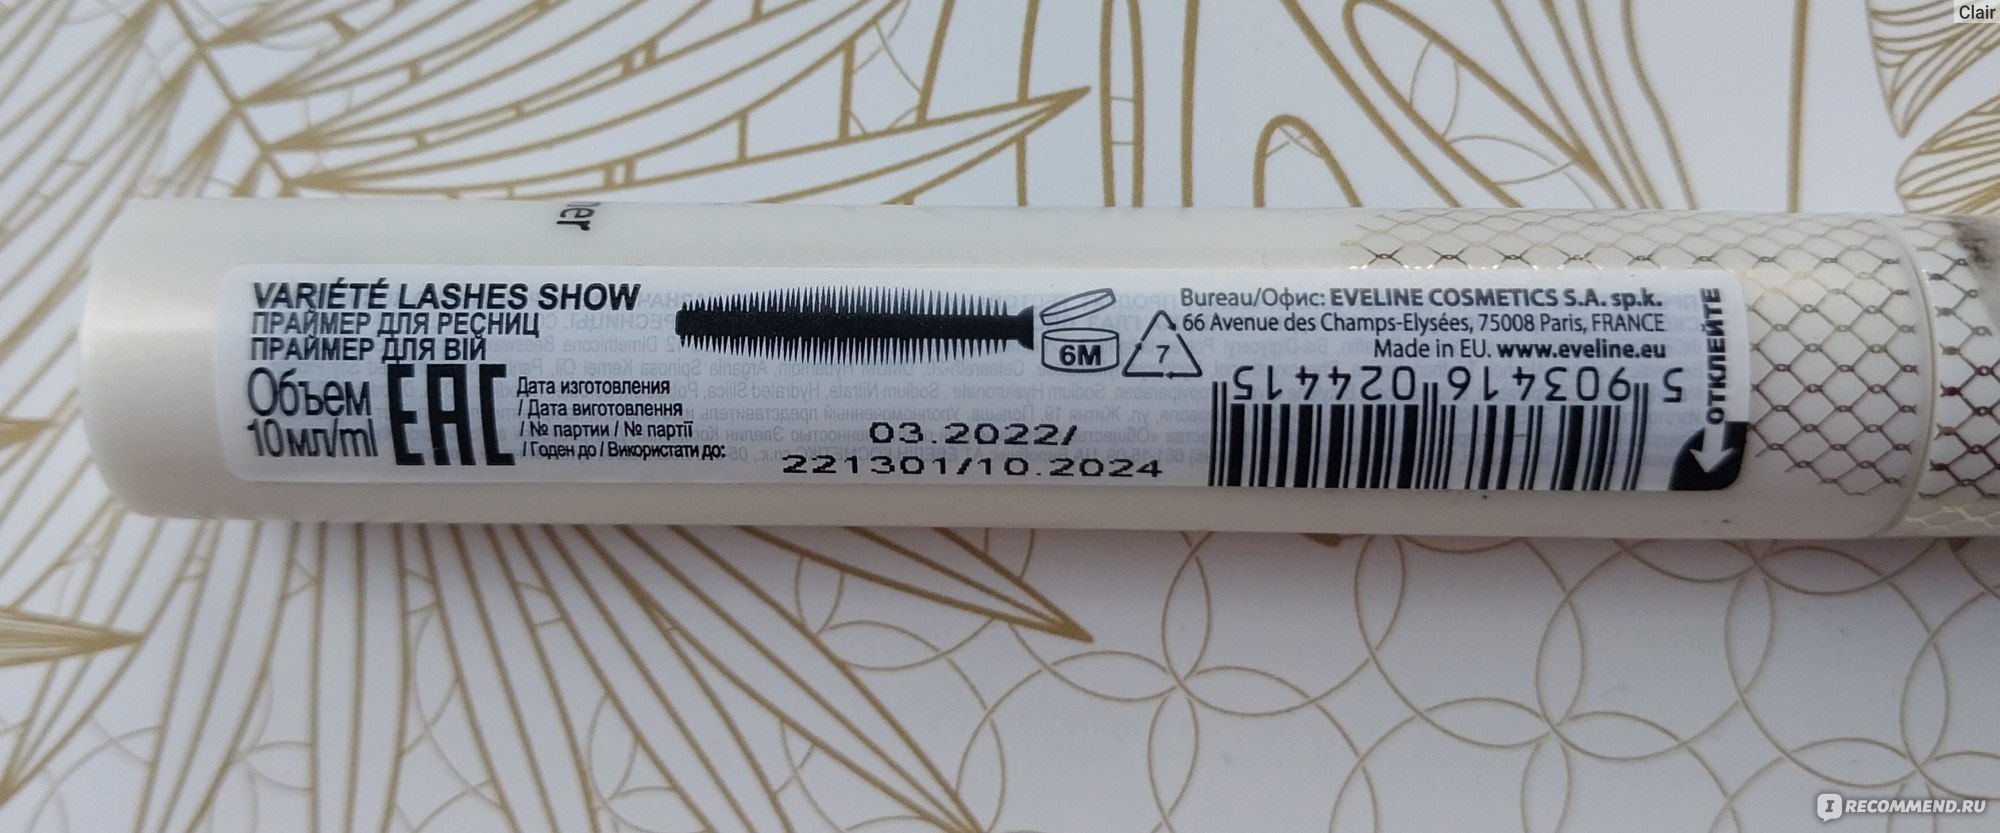 Clair
ner
VARIÉTÉ LASHES SHOW
ПРАЙМЕР ДЛЯ РЕСНИЦ
ПРАЙМЕР ДЛЯ ВІЙ
Объем
10 мл/ml
EAC
Дата изготовления
/ Дата виготовлення
/ № партии / № партії
/ Годен до / Використати до:
03.2022/
221301/10.2024
6M
7
Bureau/Офис: EVELINE COSMETICS S.A. sp.k.
66 Avenue des Champs-Elysées, 75008 Paris, FRANCE
Made in EU. www.eveline.eu
5 903416 024415
ОТКЛЕЙТЕ
IRECOMMEND.RU